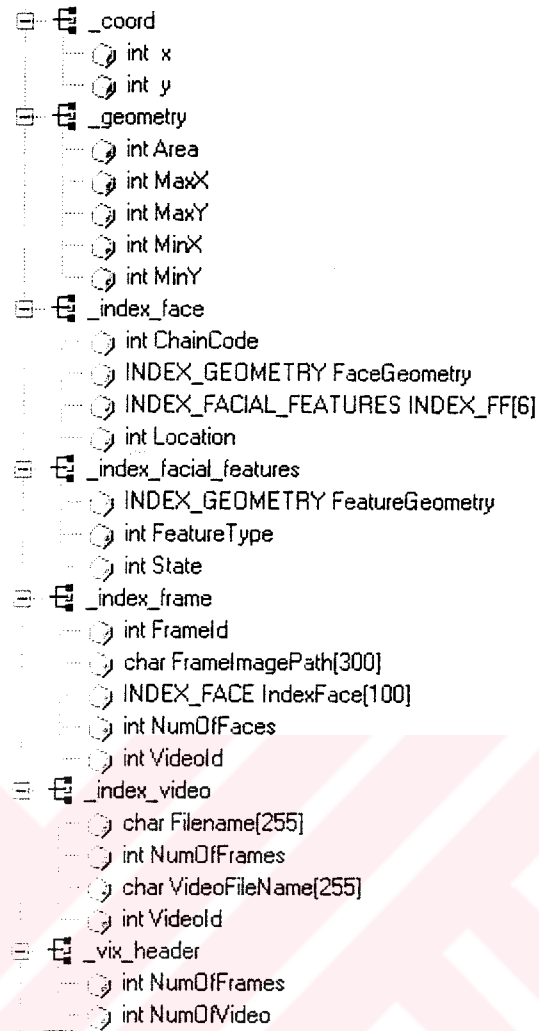 _coord
int x
int y
_geometry
int Area
int MaxX
int MaxY
int MinX
int MinY
_index_face
int ChainCode
INDEX_GEOMETRY FaceGeometry
INDEX_FACIAL_FEATURES INDEX_FF[6]
int Location
_index_facial_features
INDEX_GEOMETRY FeatureGeometry
int FeatureType
int State
_index_frame
int FrameId
char FrameImagePath[300]
INDEX_FACE IndexFace[100]
int NumOfFaces
int VideoId
_index_video
char Filename[255]
int NumOfFrames
char VideoFileName[255]
int VideoId
_vix_header
int NumOfFrames
int NumOfVideo